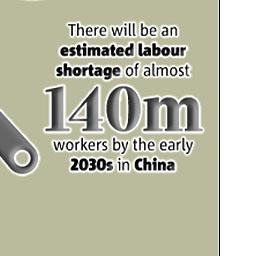 There will be an
estimated labour
shortage of almost
140m
workers by the early
2030s in China